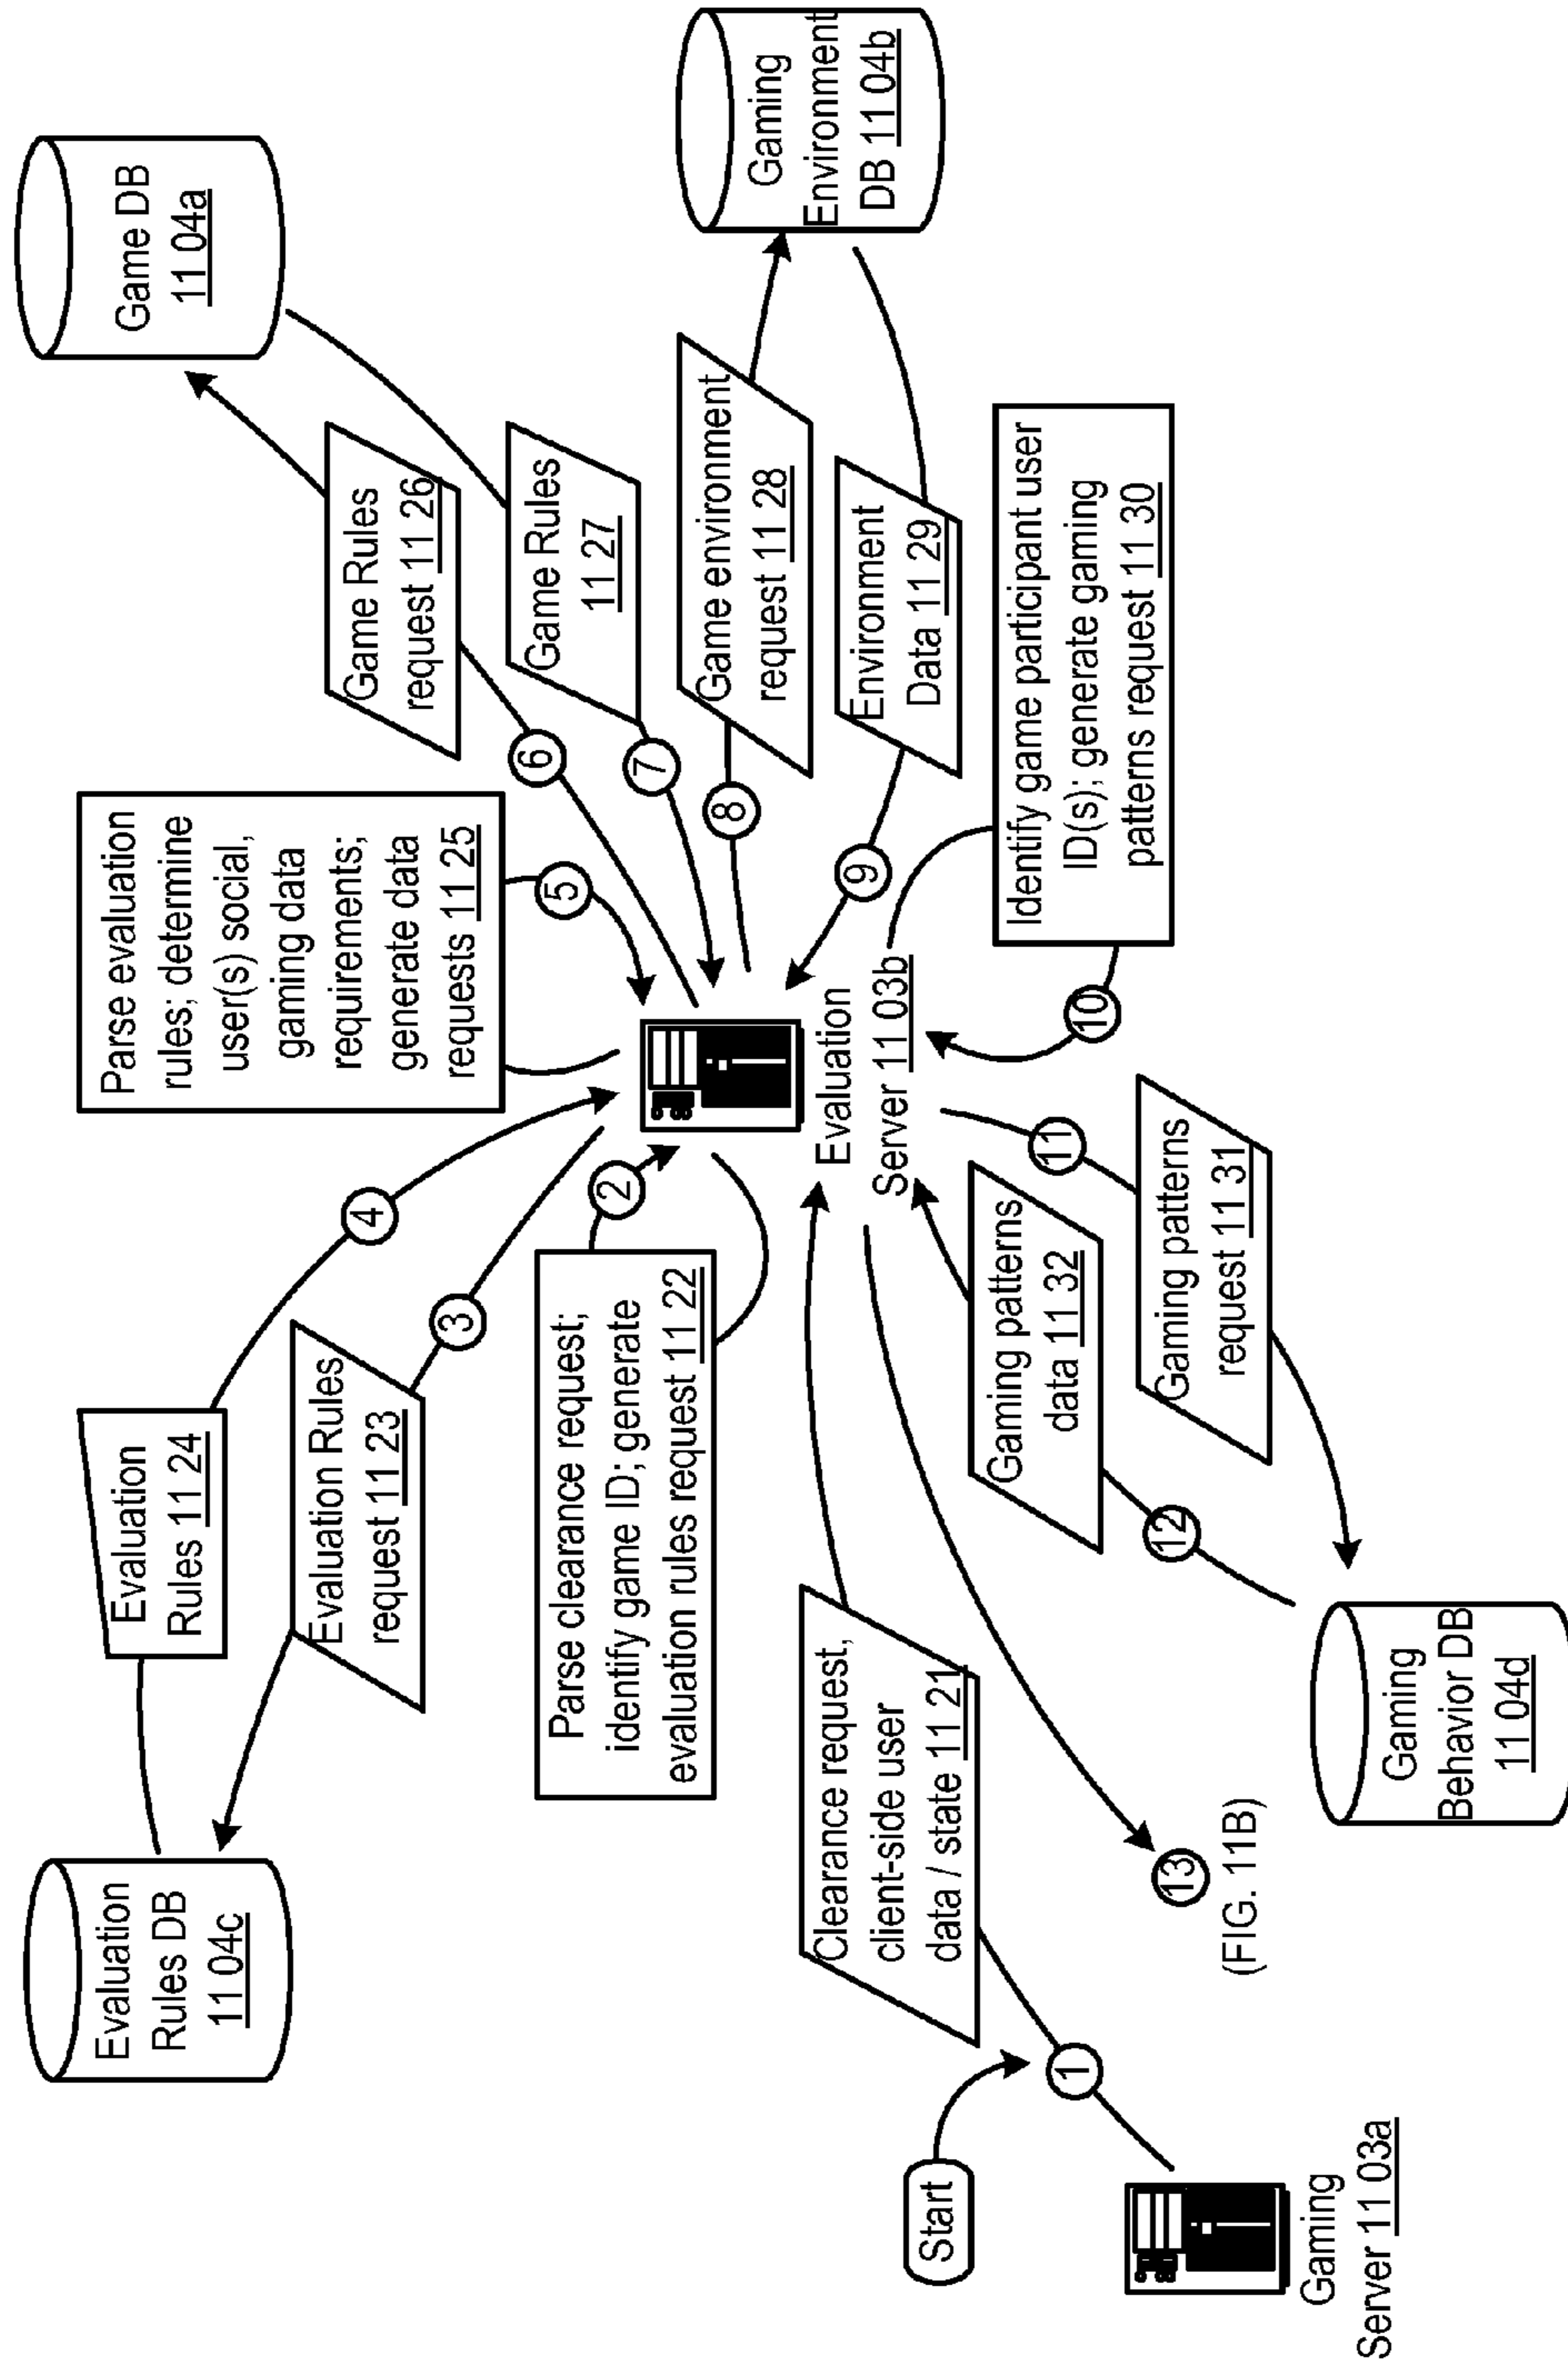 Evaluation
Rules DB
11 04c
Evaluation
Rules 11 24
4
Evaluation Rules
request 11 23
3
Parse clearance request;
identify game ID; generate
evaluation rules request 11 22
2
Parse evaluation
rules; determine
user(s) social,
gaming data
requirements;
generate data
requests 11 25
5
Game Rules
request 11 26
6
Game DB
11 04a
Game Rules
11 27
7
Game environment
request 11 28
8
Gaming
Environment
DB 11 04b
Environment
Data 11 29
9
Evaluation
Server 11 03b
Identify game participant user
ID(s); generate gaming
patterns request 11 30
10
Start
1
Clearance request,
client-side user
data / state 11 21
Gaming
Server 11 03a
13
(FIG. 11B)
Gaming patterns
data 11 32
12
11
Gaming patterns
request 11 31
Gaming
Behavior DB
11 04d